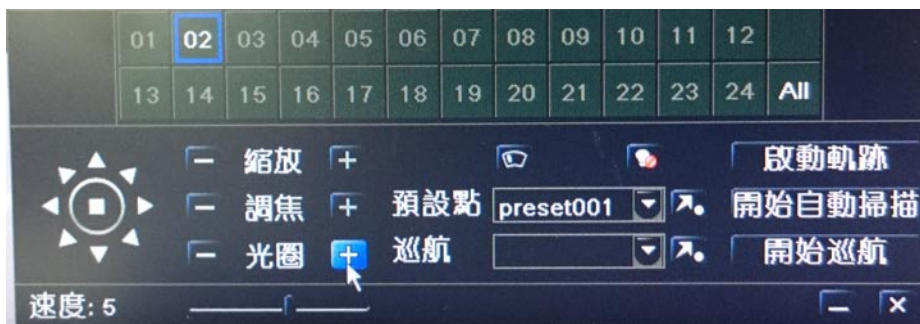 01 02 03 04 05 06 07 08 09 10 11 12
13 14 15 16 17 18 19 20 21 22 23 24 All
縮放 啟動軌跡
調焦 預設點 preset001 開始自動掃描
光圈 巡航 開始巡航
速度: 5